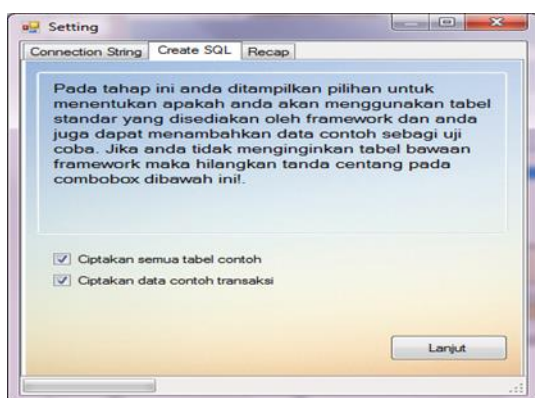 Setting
Connection String Create SQL Recap
Pada tahap ini anda ditampilkan pilihan untuk
menentukan apakah anda akan menggunakan tabel
standar yang disediakan oleh framework dan anda
juga dapat menambahkan data contoh sebagi uji
coba. Jika anda tidak menginginkan tabel bawaan
framework maka hilangkan tanda centang pada
combobox dibawah ini!.
Ciptakan semua tabel contoh
Ciptakan data contoh transaksi
Lanjut